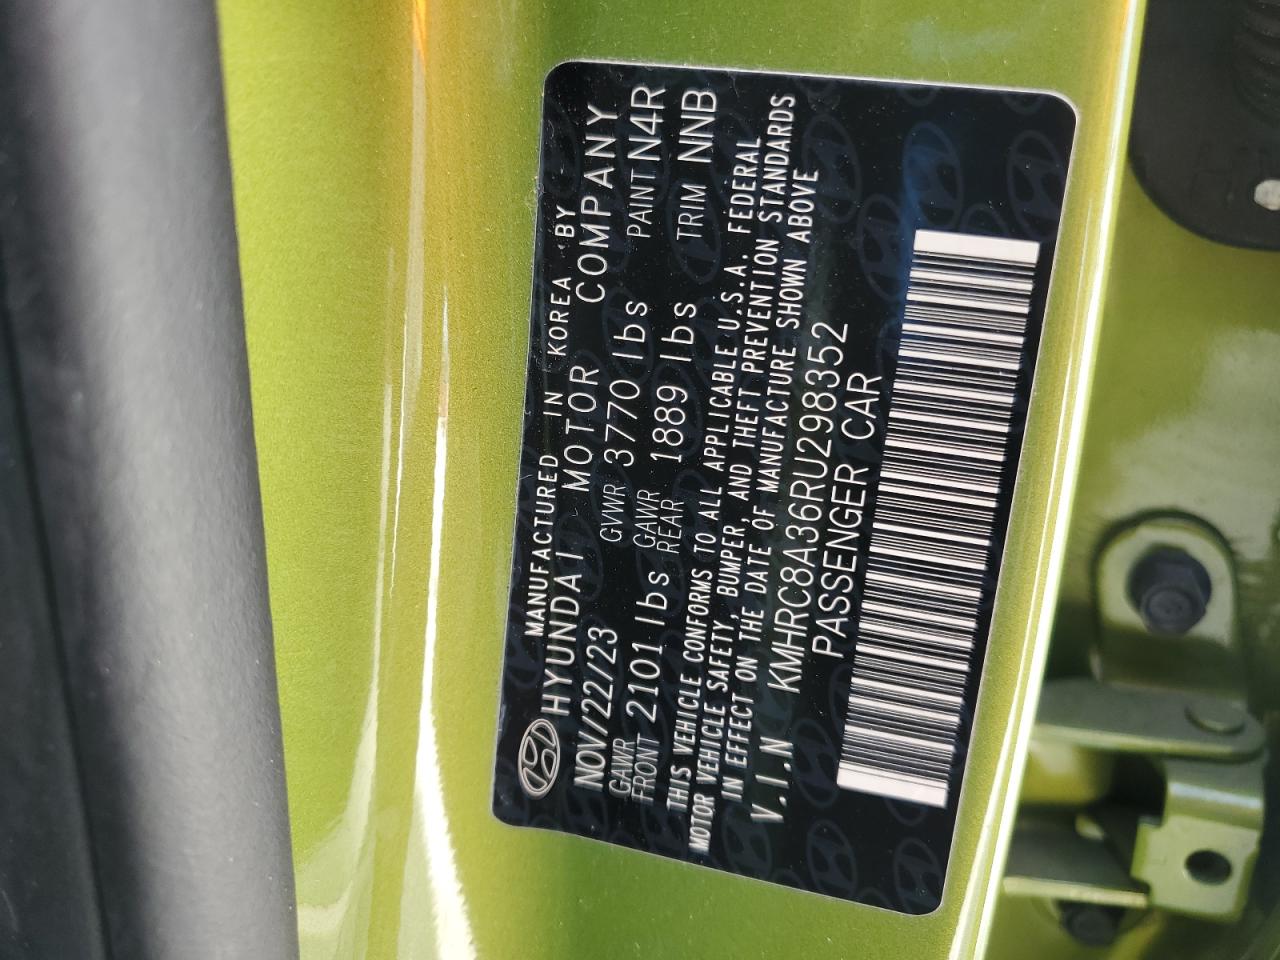 MANUFACTURED IN KOREA BY
HYUNDAI MOTOR COMPANY
NOV/22/23 GVWR 3770 lbs PAINT N4R
GAWR FRONT 2101 lbs GAWR REAR 1889 lbs TRIM NNB
THIS VEHICLE CONFORMS TO ALL APPLICABLE U.S.A. FEDERAL
MOTOR VEHICLE SAFETY, BUMPER, AND THEFT PREVENTION STANDARDS
IN EFFECT ON THE DATE OF MANUFACTURE SHOWN ABOVE
V.I.N KMHRC8A36RU298352
PASSENGER CAR